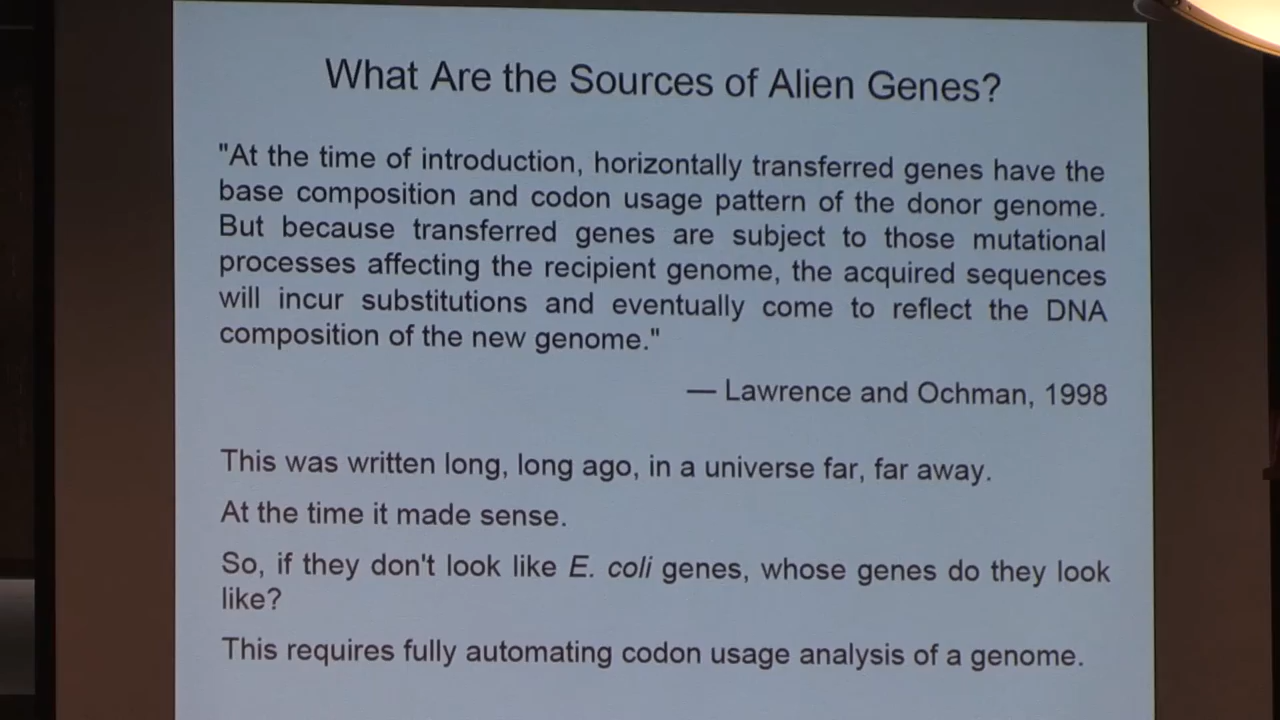 What Are the Sources of Alien Genes?
"At the time of introduction, horizontally transferred genes have the
base composition and codon usage pattern of the donor genome.
But because transferred genes are subject to those mutational
processes affecting the recipient genome, the acquired sequences
will incur substitutions and eventually come to reflect the DNA
composition of the new genome."
— Lawrence and Ochman, 1998
This was written long, long ago, in a universe far, far away.
At the time it made sense.
So, if they don't look like E. coli genes, whose genes do they look
like?
This requires fully automating codon usage analysis of a genome.